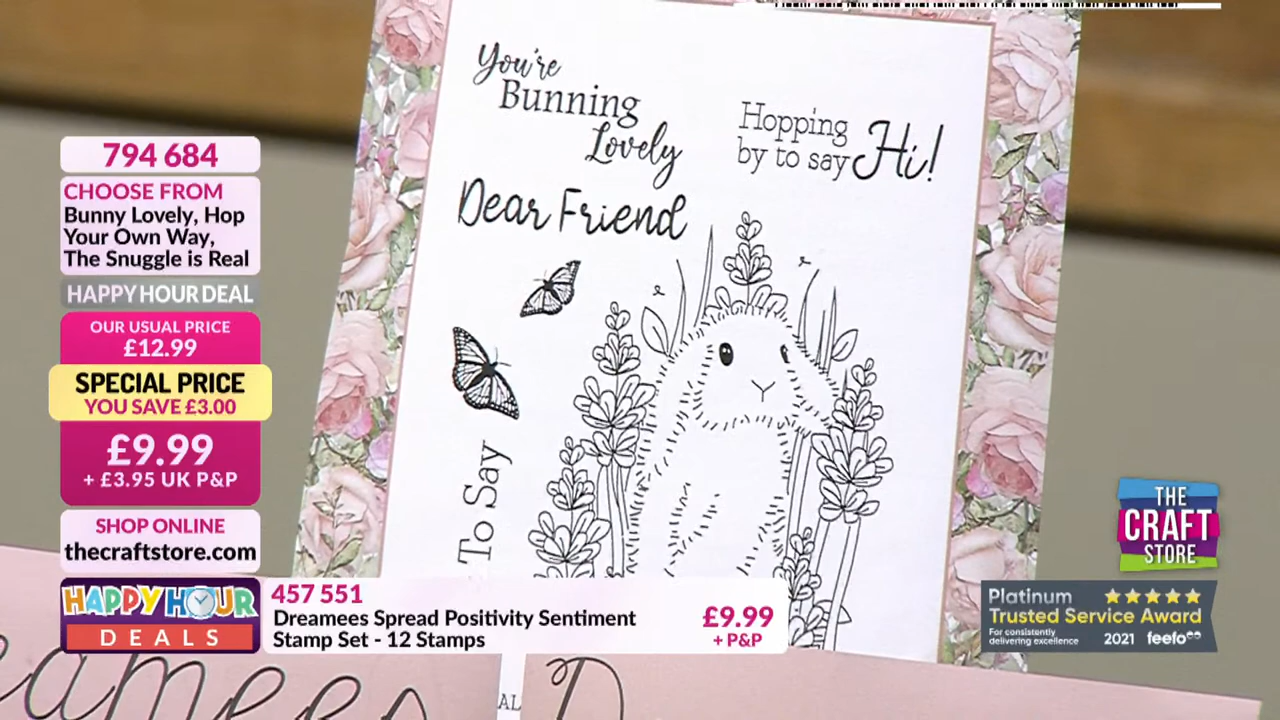 You're
Bunning
Lovely
Hopping
by to say Hi!
Dear Friend
To Say
794 684
CHOOSE FROM
Bunny Lovely, Hop
Your Own Way,
The Snuggle is Real
HAPPY HOUR DEAL
OUR USUAL PRICE
£12.99
SPECIAL PRICE
YOU SAVE £3.00
£9.99
+ £3.95 UK P&P
SHOP ONLINE
thecraftstore.com
HAPPY HOUR
DEALS
457 551
Dreamees Spread Positivity Sentiment
Stamp Set - 12 Stamps
£9.99
+ P&P
THE
CRAFT
STORE
Platinum
Trusted Service Award
For consistently
delivering excellence
2021 feefo